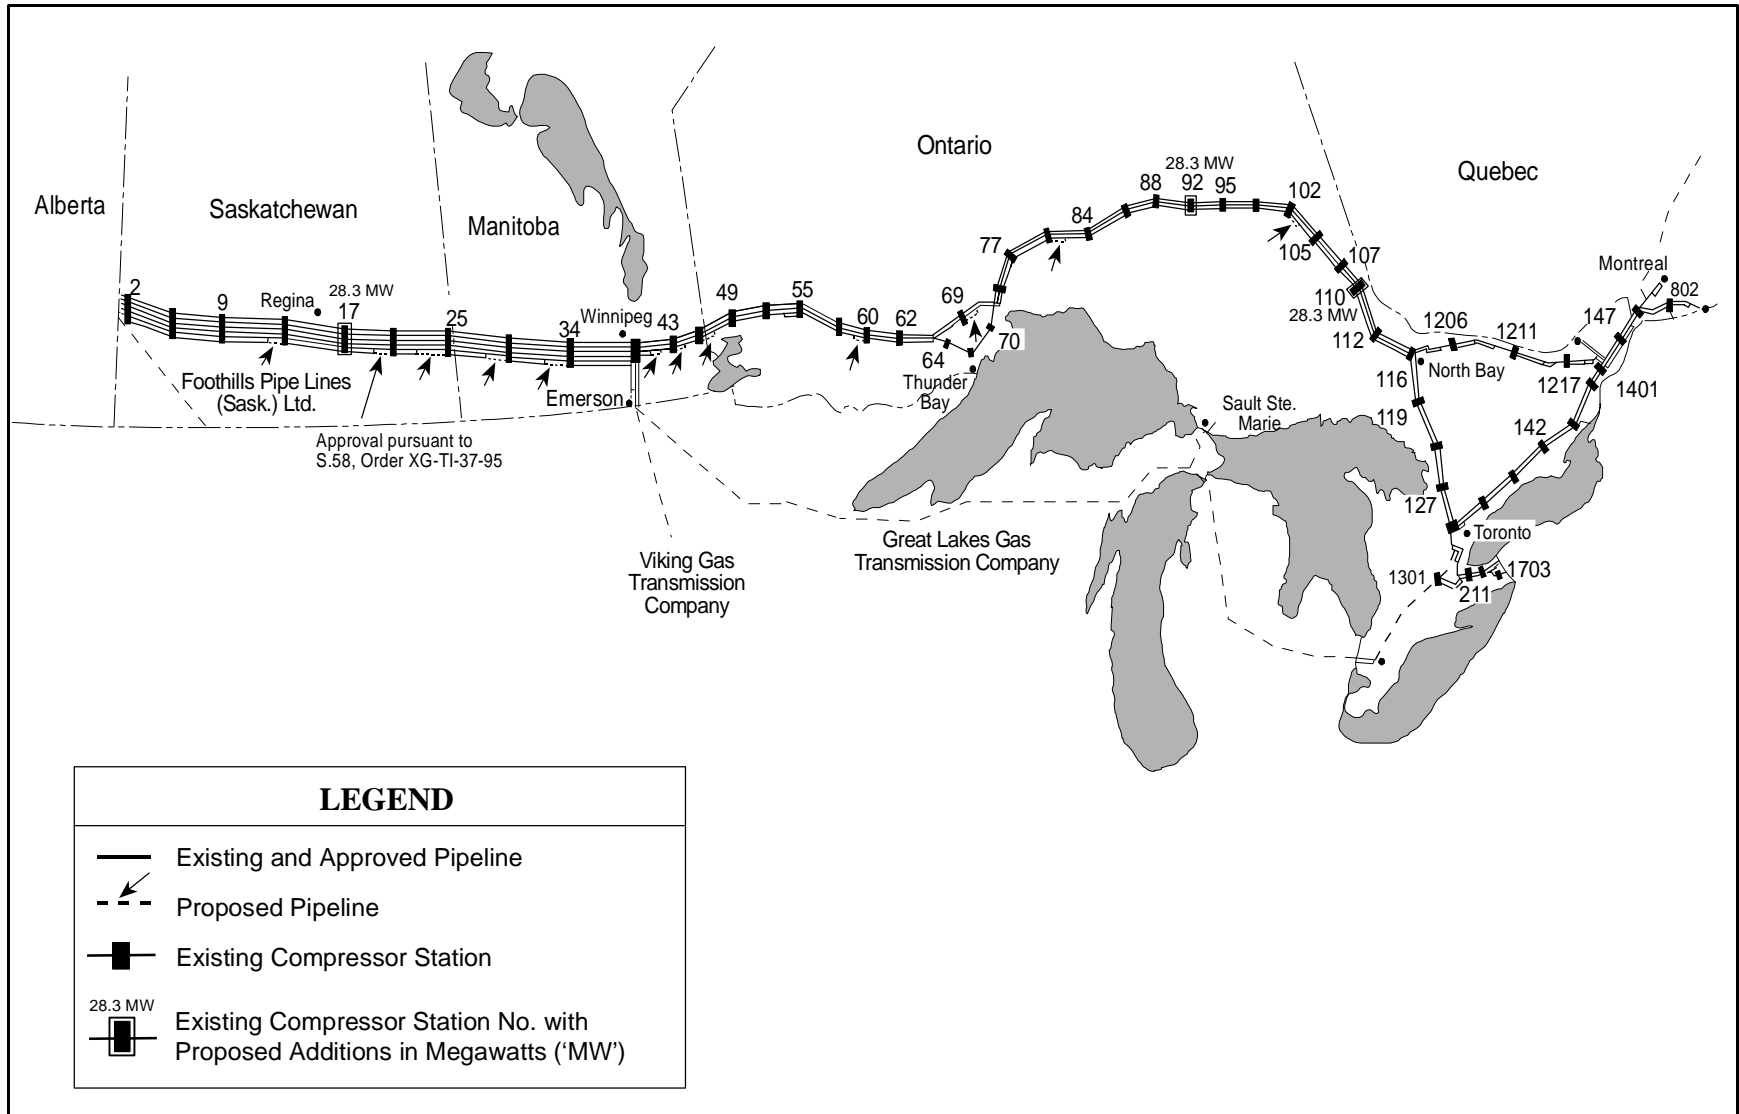 Ontario
Quebec
Alberta
Saskatchewan
Manitoba
28.3 MW
88
92
95
102
84
77
105
107
110
28.3 MW
112
Montreal
802
147
1206
1211
1217
1401
2
9
Regina
28.3 MW
17
25
34
Winnipeg
43
49
55
60
62
69
64
70
Thunder
Bay
North Bay
116
119
142
127
Toronto
1301
211
1703
Foothills Pipe Lines
(Sask.) Ltd.
Emerson
Approval pursuant to
S.58, Order XG-TI-37-95
Sault Ste.
Marie
Viking Gas
Transmission
Company
Great Lakes Gas
Transmission Company
LEGEND
Existing and Approved Pipeline
Proposed Pipeline
Existing Compressor Station
28.3 MW
Existing Compressor Station No. with
Proposed Additions in Megawatts (‘MW’)